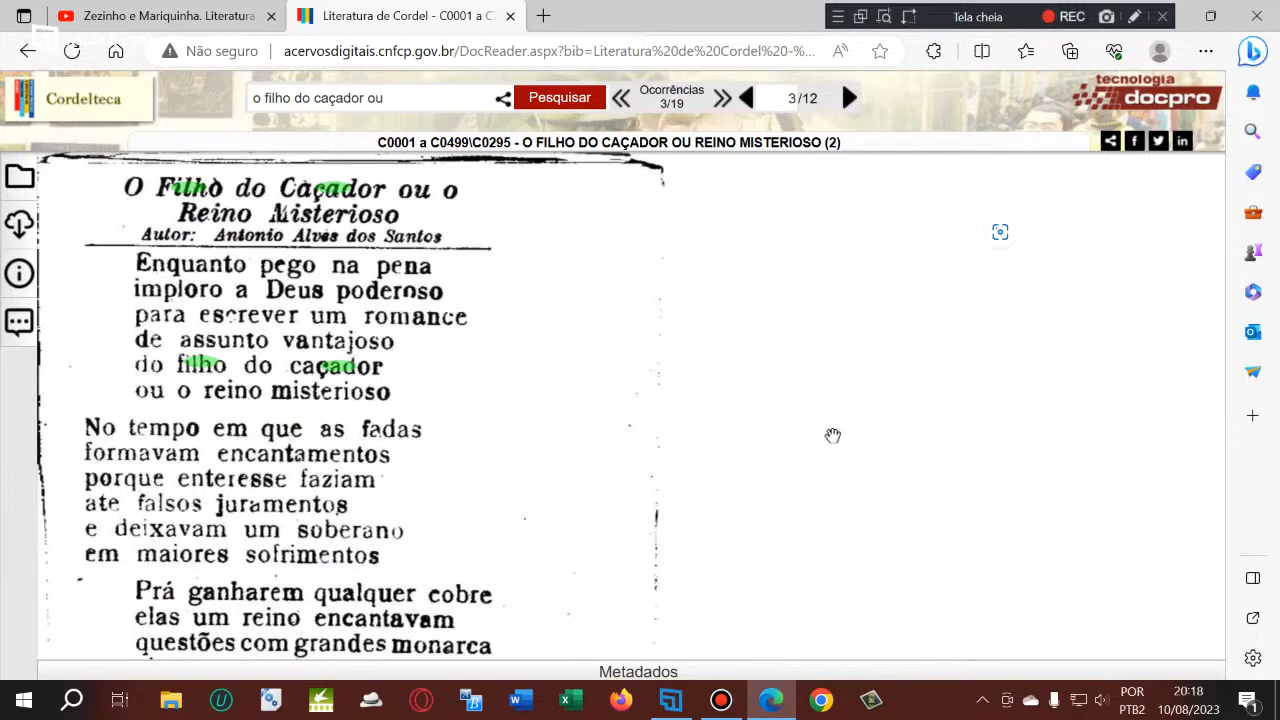 Zezinho e Mariquinha Literatura
Literatura de Cordel - C0001 a C
Tela cheia
REC
Não seguro
acervosdigitais.cnfcp.gov.br/DocReader.aspx?bib=Literatura%20de%20Cordel%20-%...
Cordelteca
o filho do caçador ou
Pesquisar
Ocorrências
3/19
3/12
tecnologia
docpro
C0001 a C0499\C0295 - O FILHO DO CAÇADOR OU REINO MISTERIOSO (2)
O Filho do Caçador ou o
Reino Misterioso
Autor: Antonio Alves dos Santos
Enquanto pego na pena
imploro a Deus poderoso
para escrever um romance
de assunto vantajoso
do filho do caçador
ou o reino misterioso
No tempo em que as fadas
formavam encantamentos
porque enteresse faziam
ate falsos juramentos
e deixavam um soberano
em maiores sofrimentos
Prá ganharem qualquer cobre
elas um reino encantavam
questões com grandes monarca
Metadados
POR
PTB2
20:18
10/08/2023